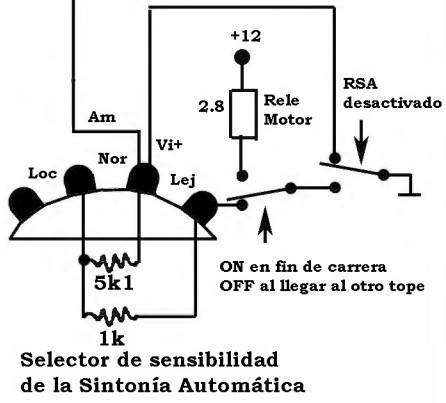 +12
RSA
desactivado
2.8
Rele
Motor
Am
Vi+
Nor
Loc
Lej
ON en fin de carrera
OFF al llegar al otro tope
5k1
1k
Selector de sensibilidad
de la Sintonía Automática